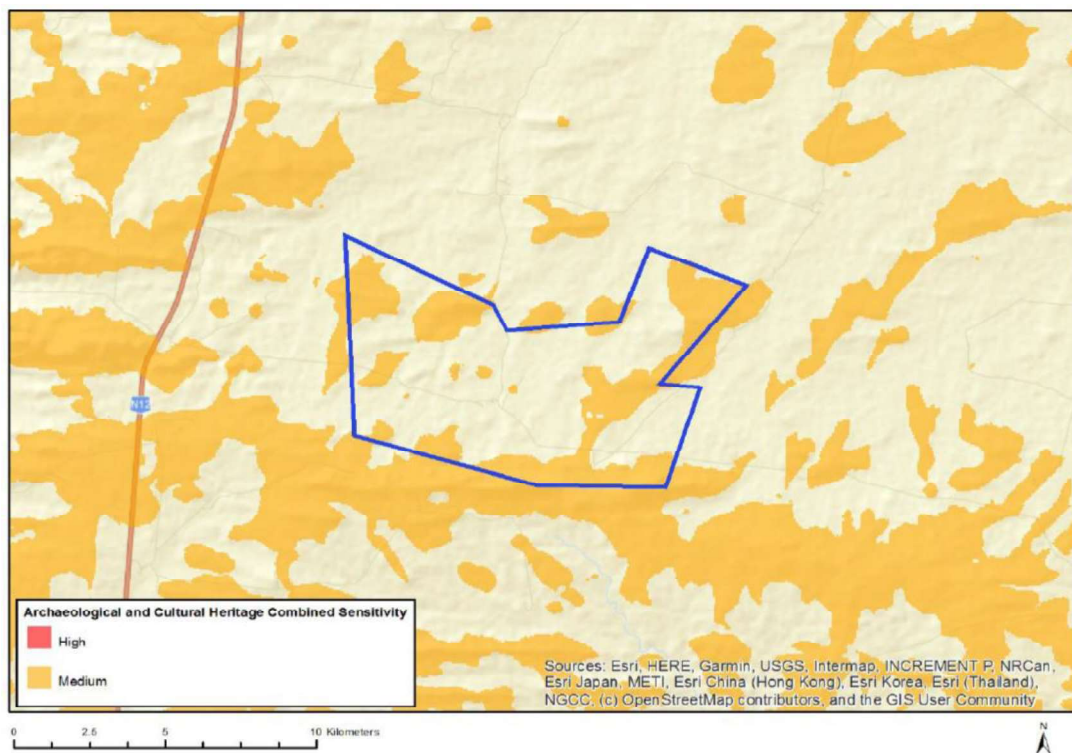 N12
Archaeological and Cultural Heritage Combined Sensitivity
High
Medium
Sources: Esri, HERE, Garmin, USGS, Intermap, INCREMENT P, NRCan,
Esri Japan, METI, Esri China (Hong Kong), Esri Korea, Esri (Thailand),
NGCC, (c) OpenStreetMap contributors, and the GIS User Community
0 2.5 5 10 Kilometers
N